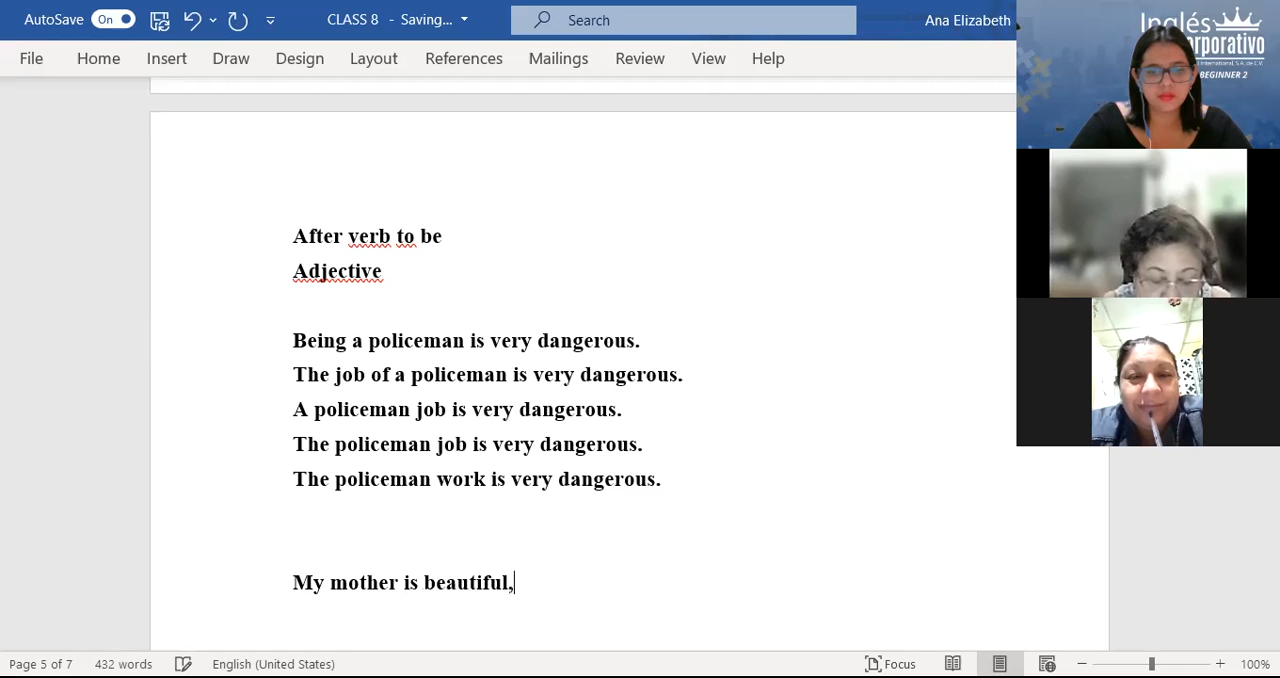 AutoSave On CLASS 8 - Saving... Search Ana Elizabeth
File Home Insert Draw Design Layout References Mailings Review View Help
Inglés
BEGINNER 2
After verb to be
Adjective
Being a policeman is very dangerous.
The job of a policeman is very dangerous.
A policeman job is very dangerous.
The policeman job is very dangerous.
The policeman work is very dangerous.
My mother is beautiful,
Page 5 of 7 432 words English (United States) Focus 100%